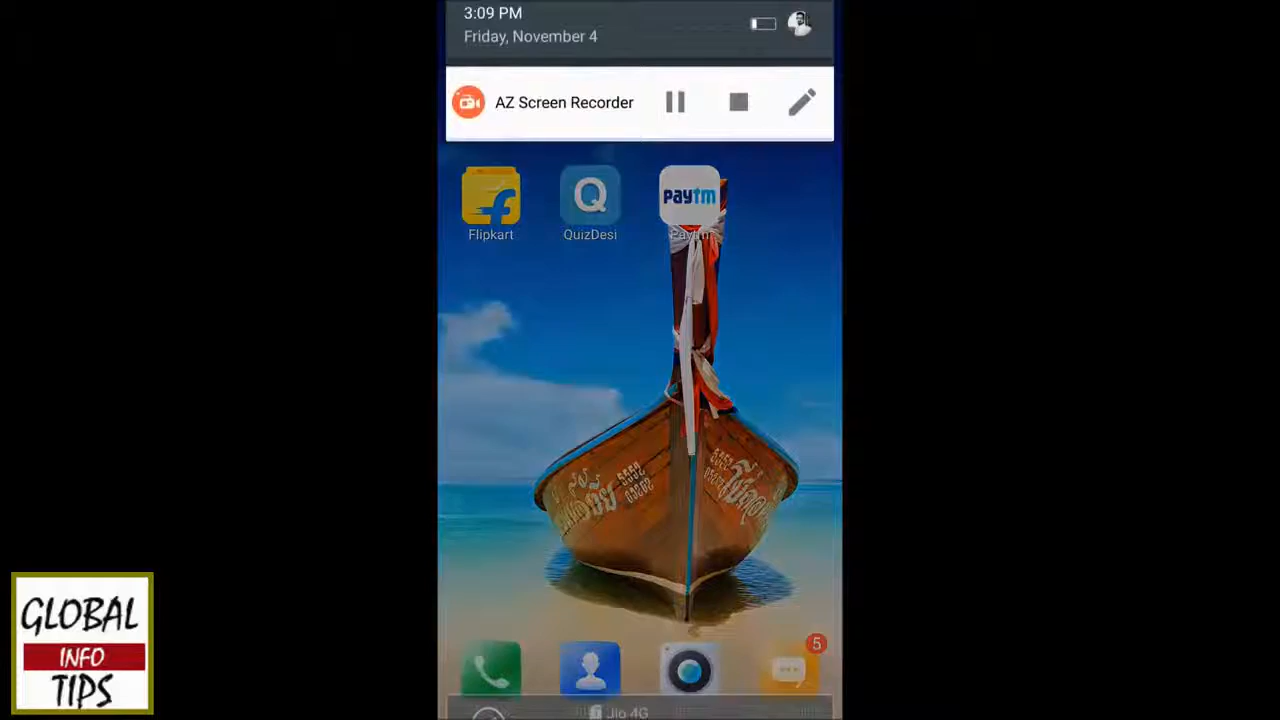 3:09 PM
Friday, November 4
AZ Screen Recorder
Flipkart
QuizDesi
Paytm
paytm
Q
5
Jio 4G
GLOBAL
INFO
TIPS